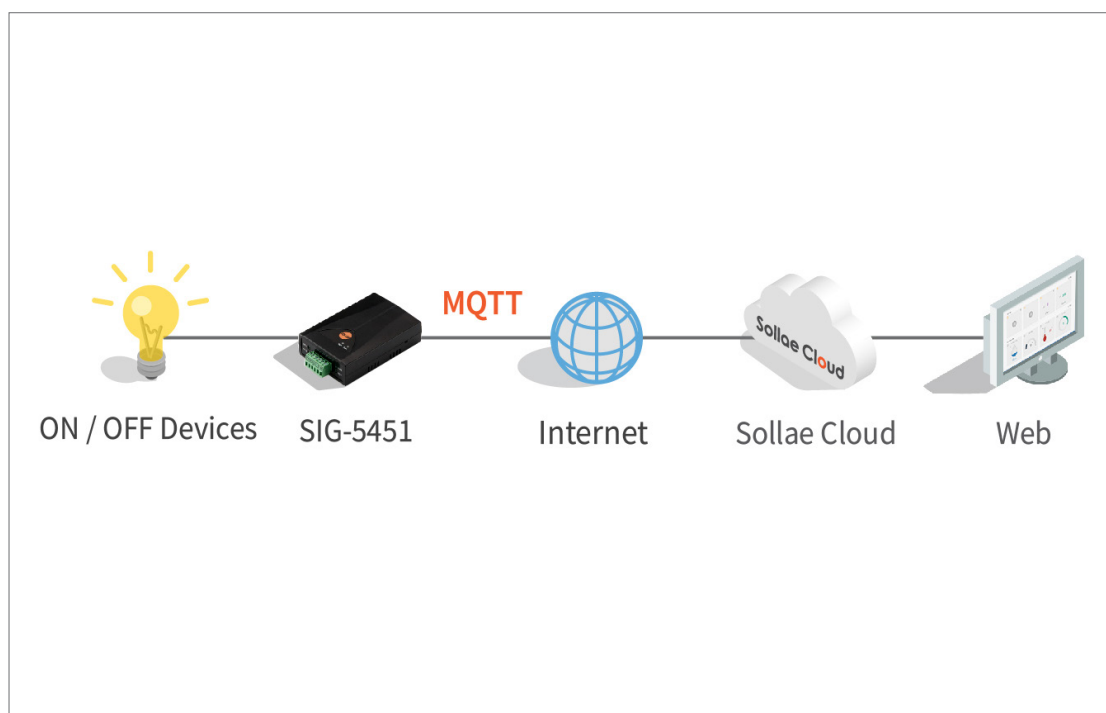 MQTT
Sollae Cloud
ON / OFF Devices
SIG-5451
Internet
Sollae Cloud
Web